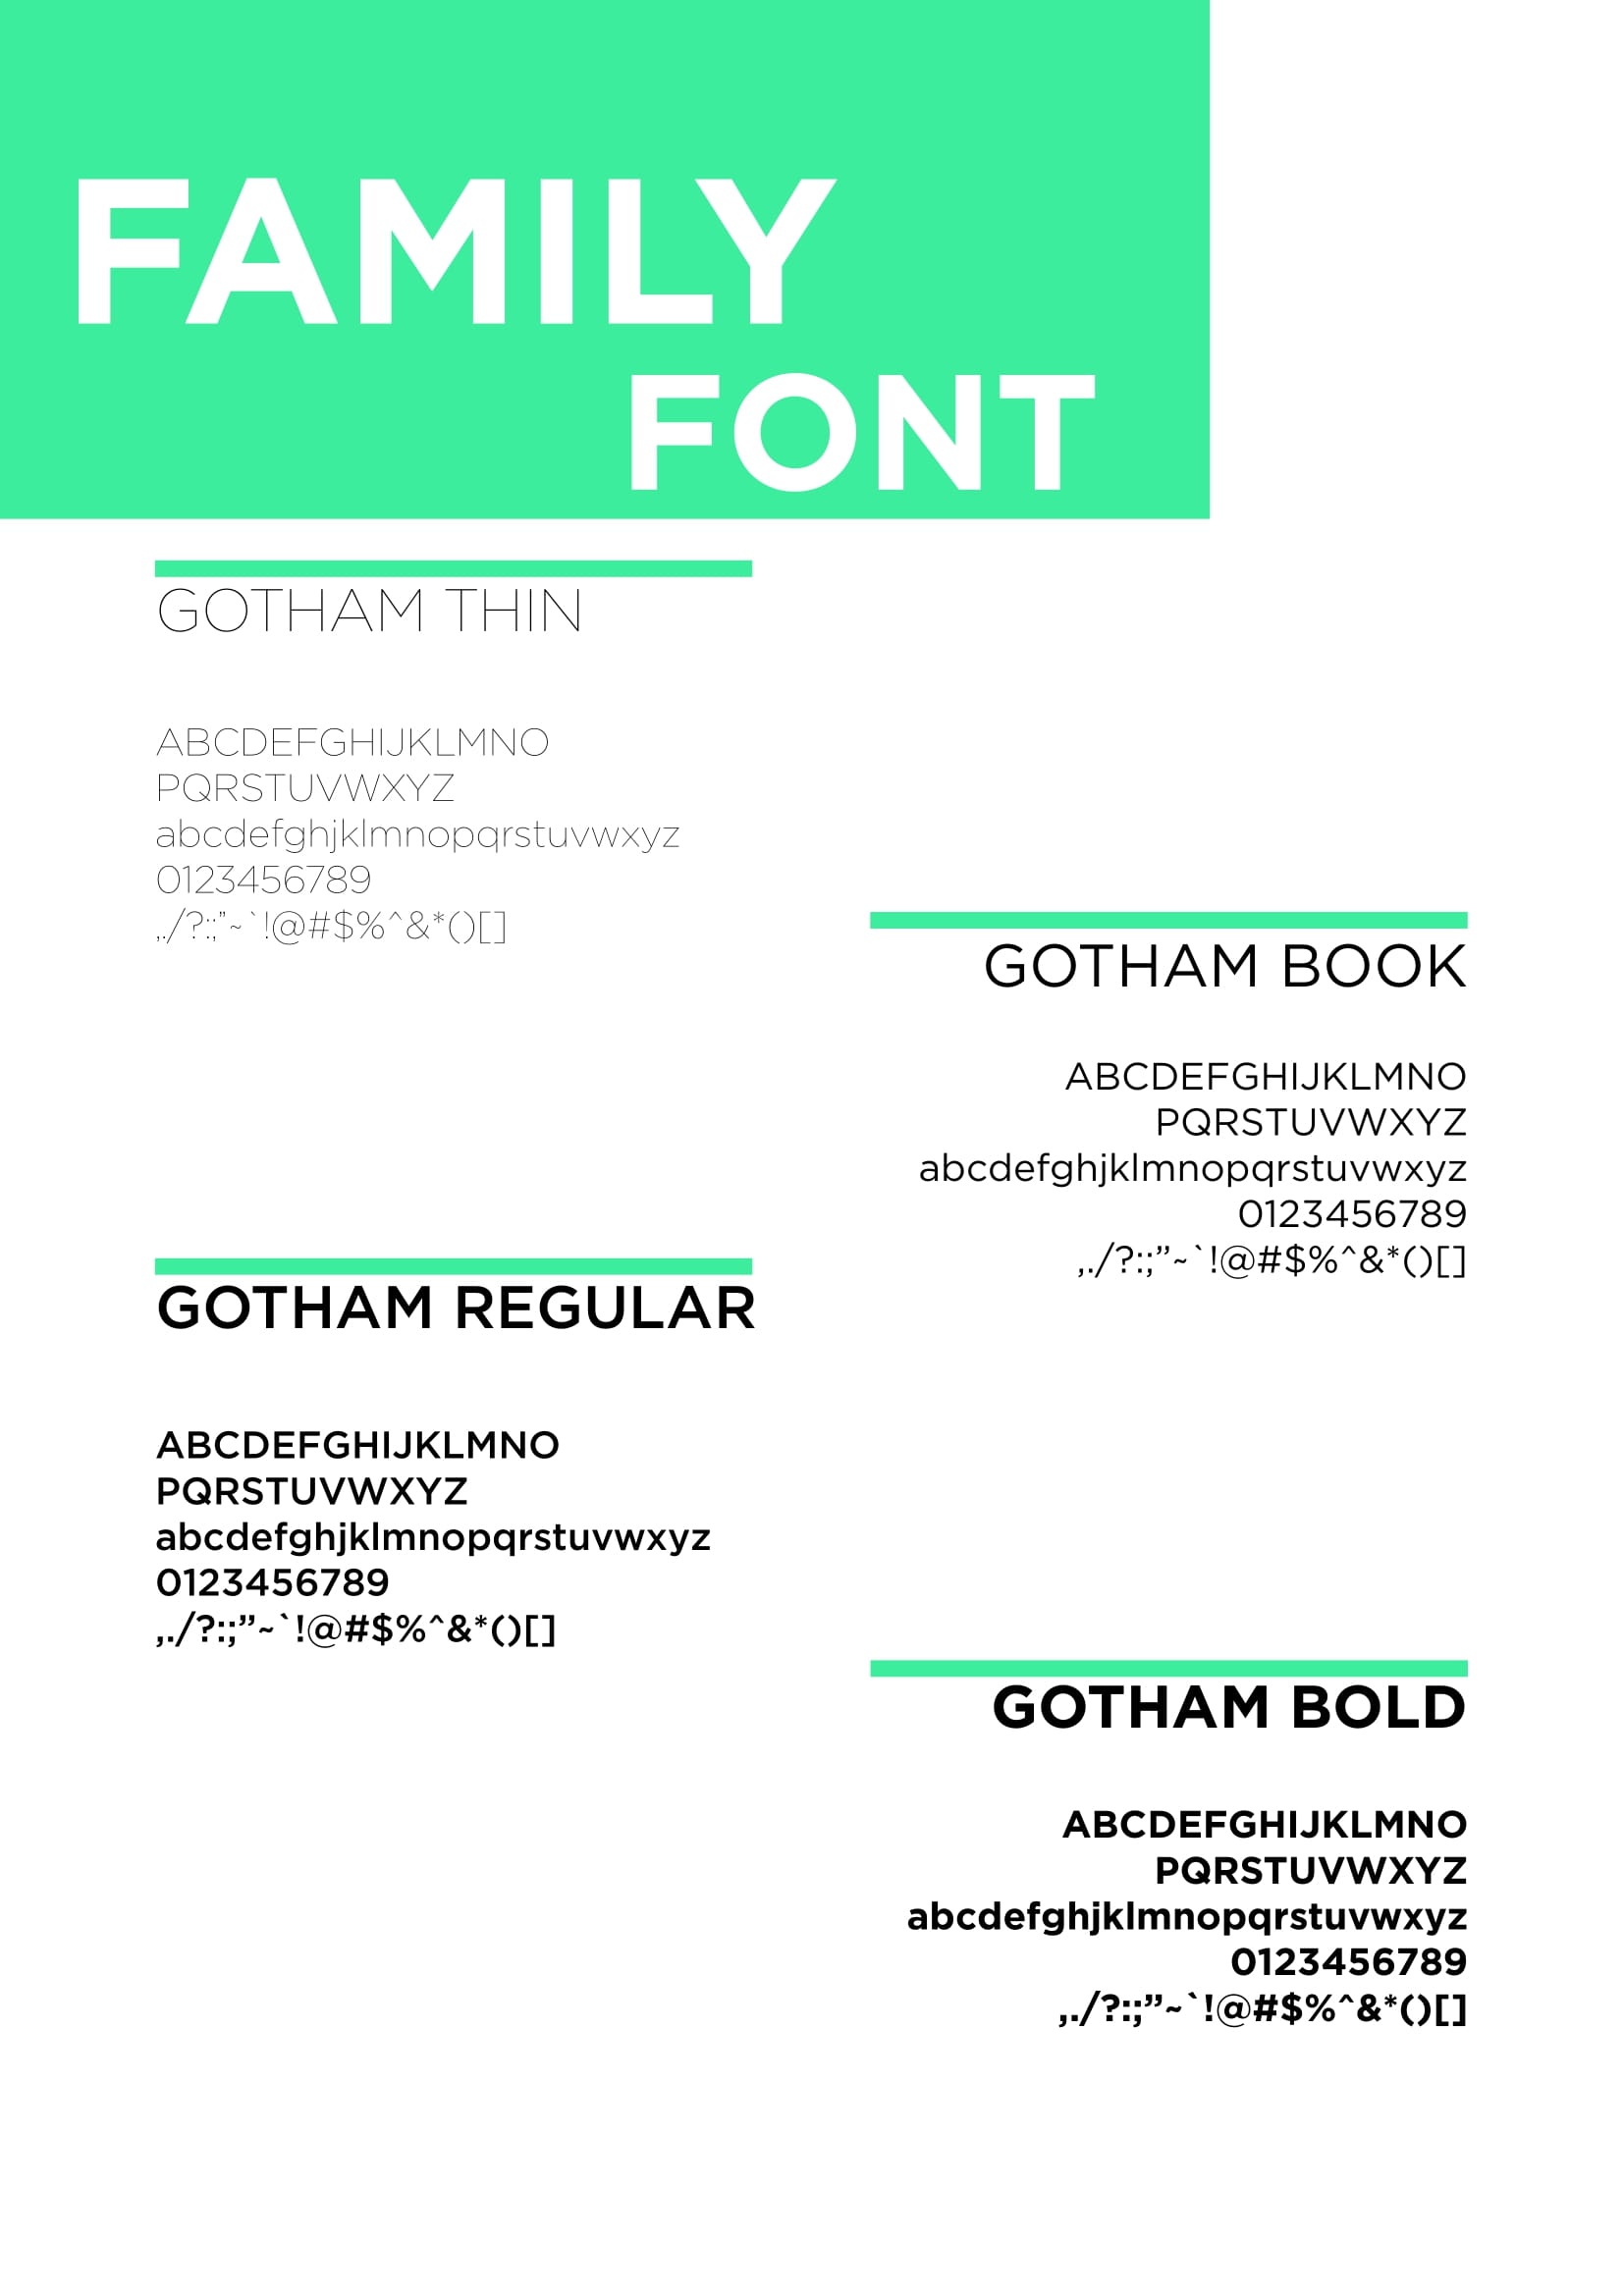 FAMILY
FONT
GOTHAM THIN
ABCDEFGHIJKLMNO
PQRSTUVWXYZ
abcdefghjklmnopqrstuvwxyz
0123456789
,./?:;”~`!@#$%^&*()[]
GOTHAM BOOK
ABCDEFGHIJKLMNO
PQRSTUVWXYZ
abcdefghjklmnopqrstuvwxyz
0123456789
,./?:;”~`!@#$%^&*()[]
GOTHAM REGULAR
ABCDEFGHIJKLMNO
PQRSTUVWXYZ
abcdefghjklmnopqrstuvwxyz
0123456789
,./?:;”~`!@#$%^&*()[]
GOTHAM BOLD
ABCDEFGHIJKLMNO
PQRSTUVWXYZ
abcdefghjklmnopqrstuvwxyz
0123456789
,./?:;”~`!@#$%^&*()[]